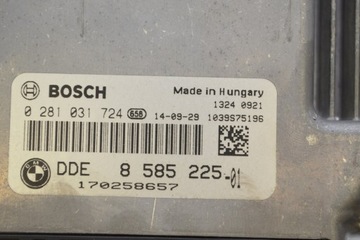 BOSCH
Made in Hungary
1324 0921
0 281 031 724 658 14-09-29 1039S75196
DDE 8 585 225-01
170258657